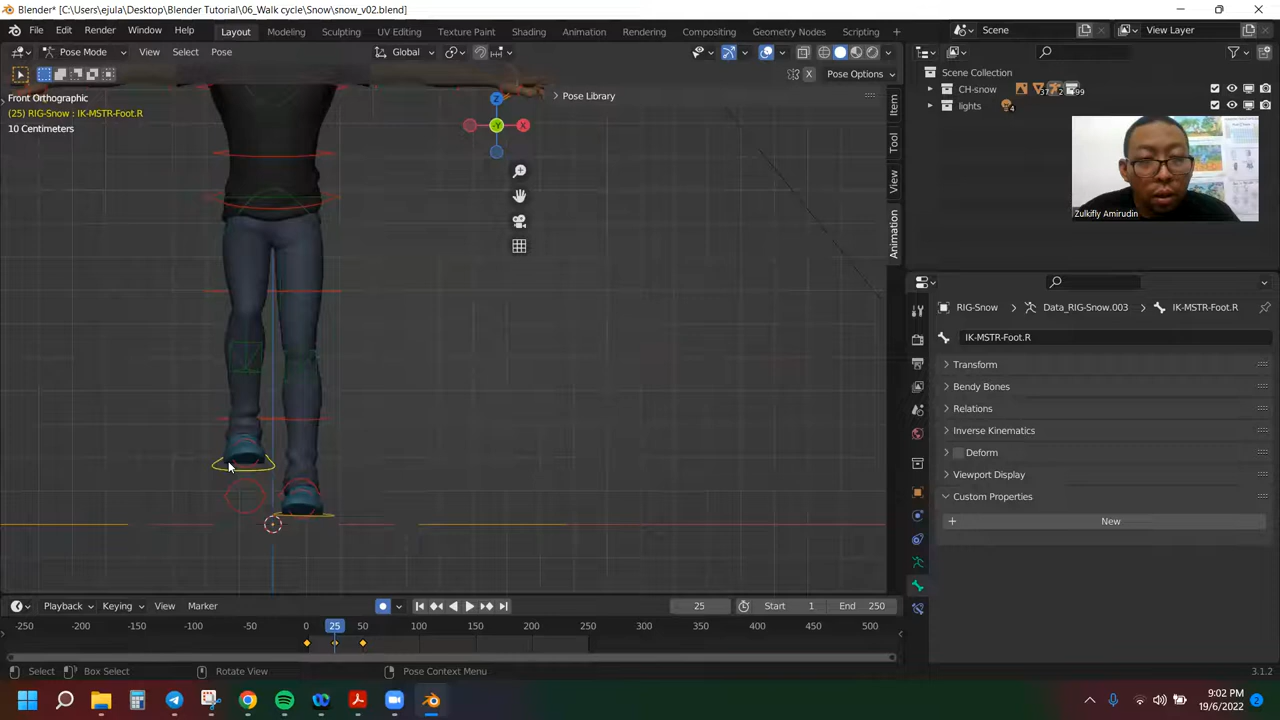 Blender* [C:\Users\ejula\Desktop\Blender Tutorial\06_Walk cycle\Snow\snow_v02.blend]
File Edit Render Window Help Layout Modeling Sculpting UV Editing Texture Paint Shading Animation Rendering Compositing Geometry Nodes Scripting Scene View Layer
Pose Mode View Select Pose Global
X Pose Options
Scene Collection
CH-snow
lights 4
Front Orthographic
(25) RIG-Snow : IK-MSTR-Foot.R
10 Centimeters
Pose Library
Z
Y
X
Item
Tool
View
Animation
Zulkifly Amirudin
RIG-Snow Data_RIG-Snow.003 IK-MSTR-Foot.R
IK-MSTR-Foot.R
Transform
Bendy Bones
Relations
Inverse Kinematics
Deform
Viewport Display
Custom Properties
New
Playback Keying View Marker 25 Start 1 End 250
-250 -200 -150 -100 -50 0 25 50 100 150 200 250 300 350 400 450 500
Select Box Select Rotate View Pose Context Menu 3.1.2
9:02 PM
19/6/2022
2